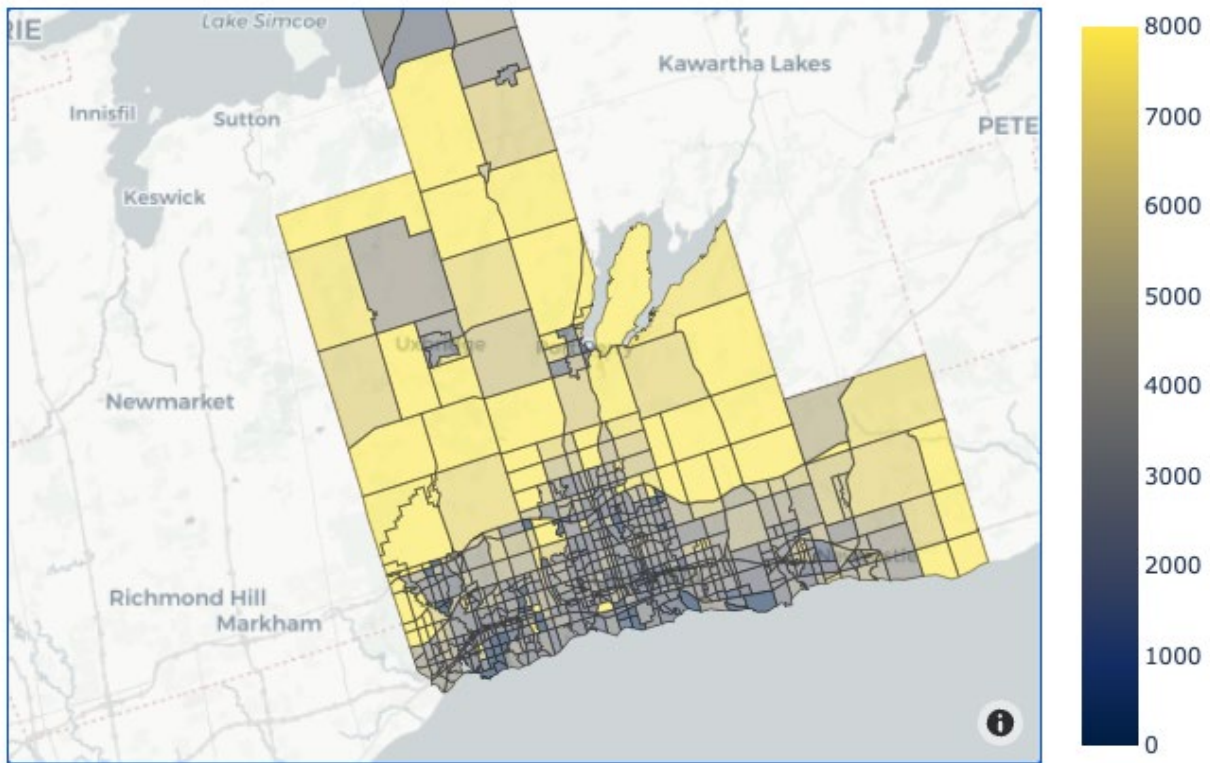 RIE
Lake Simcoe
Kawartha Lakes
Innisfil
Sutton
PETE
Keswick
Newmarket
Richmond Hill
Markham
8000
7000
6000
5000
4000
3000
2000
1000
0